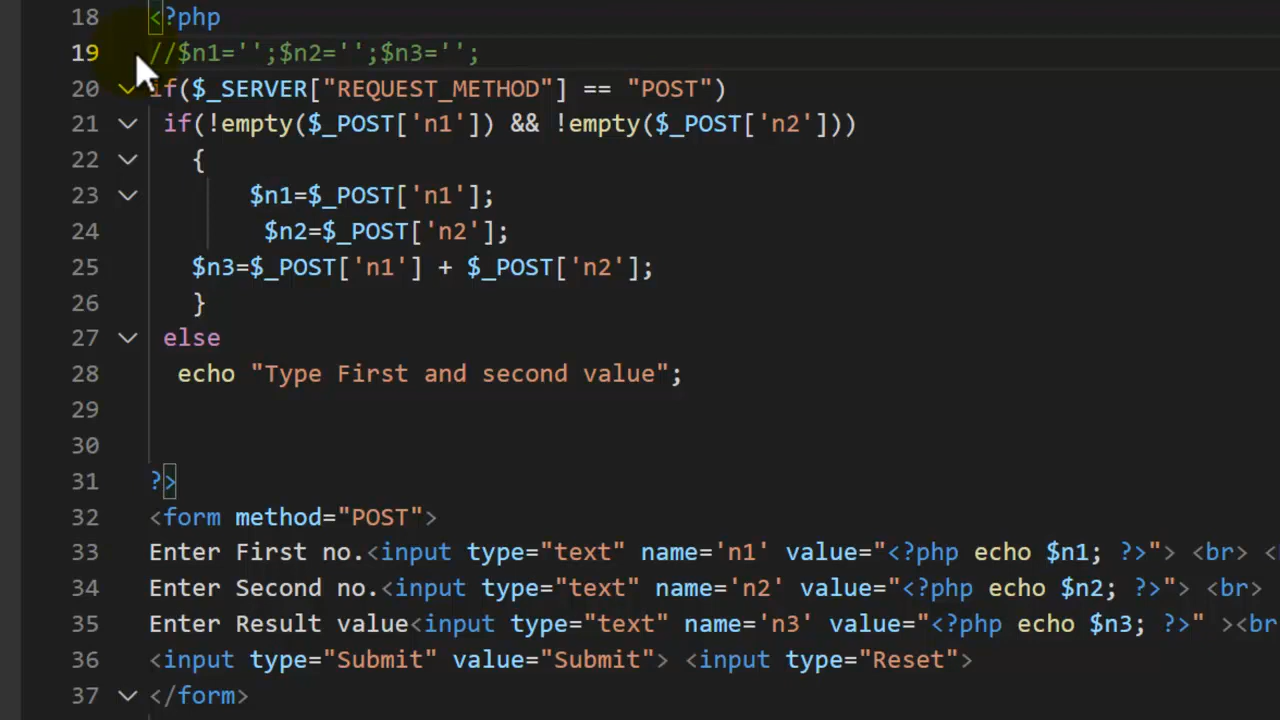 18 <?php
19 //$n1='';$n2='';$n3='';
20 if($_SERVER["REQUEST_METHOD"] == "POST")
21 if(!empty($_POST['n1']) && !empty($_POST['n2']))
22 {
23 $n1=$_POST['n1'];
24 $n2=$_POST['n2'];
25 $n3=$_POST['n1'] + $_POST['n2'];
26 }
27 else
28 echo "Type First and second value";
29
30
31 ?>
32 <form method="POST">
33 Enter First no.<input type="text" name='n1' value="<?php echo $n1; ?>"> <br> <
34 Enter Second no.<input type="text" name='n2' value="<?php echo $n2; ?>"> <br>
35 Enter Result value<input type="text" name='n3' value="<?php echo $n3; ?>" ><br
36 <input type="Submit" value="Submit"> <input type="Reset">
37 </form>